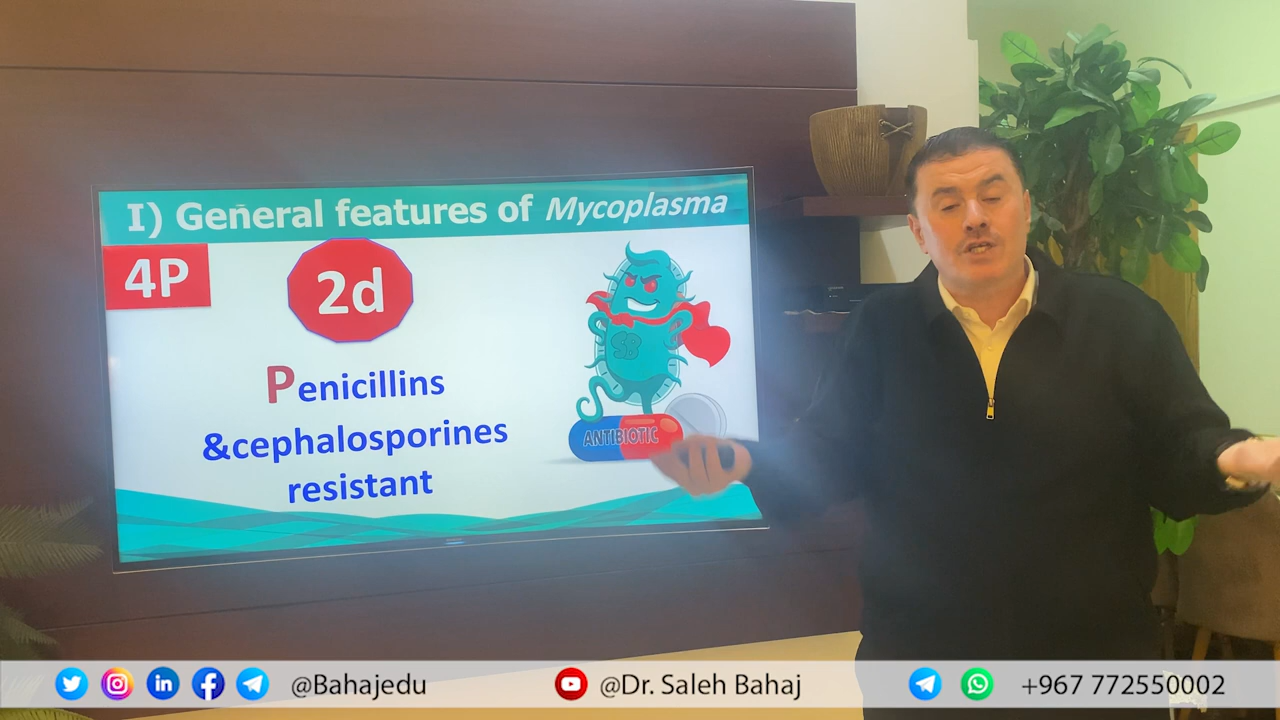 I) General features of Mycoplasma
4P
2d
Penicillins
&cephalosporines
resistant
SB
ANTIBIOTIC
@Bahajedu
@Dr. Saleh Bahaj
+967 772550002